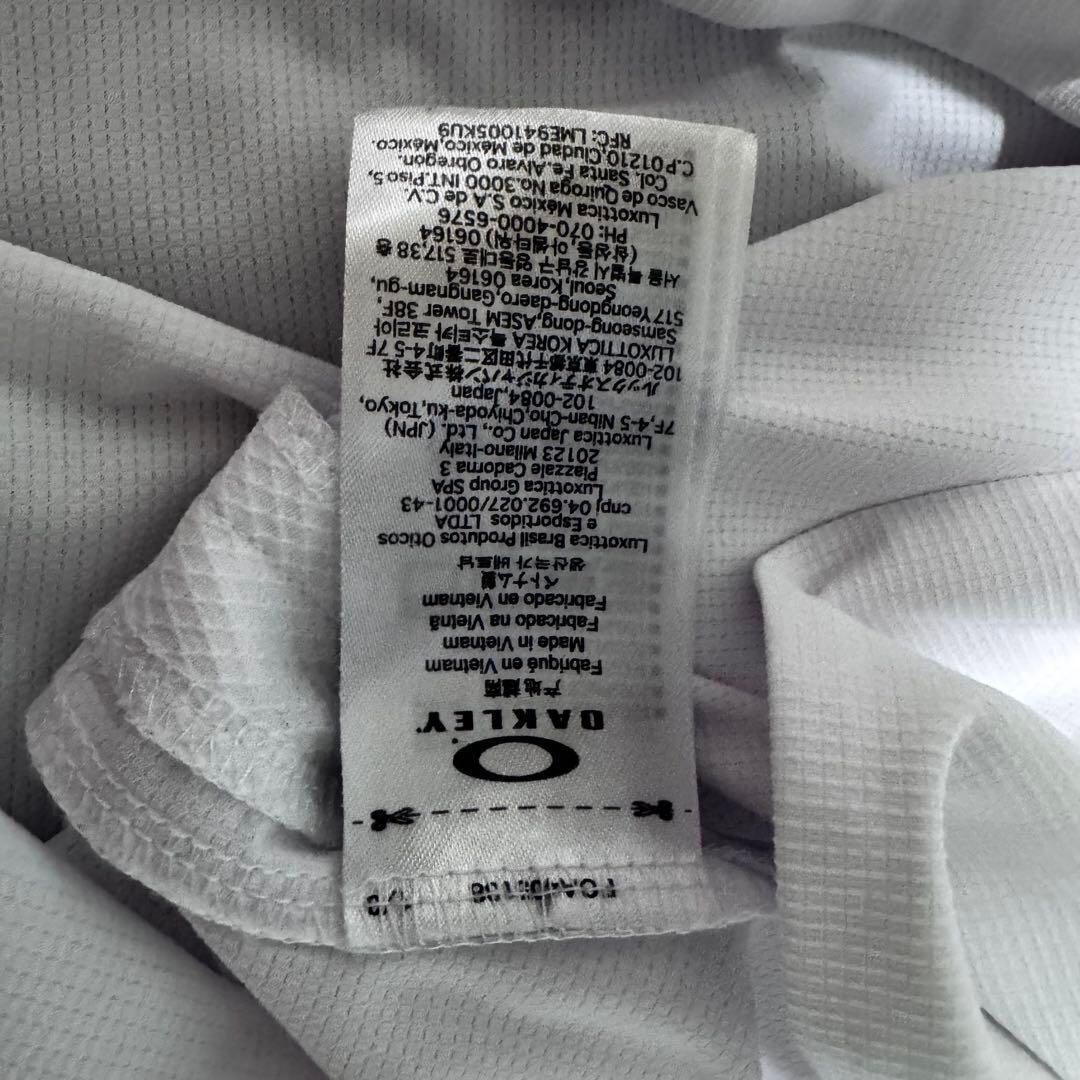 OAKLEY
产地 越南
Fabriqué en Vietnam
Made in Vietnam
Fabricado na Vietnã
Fabricado en Vietnam
ベトナム製
생산국가 베트남
Luxottica Brasil Produtos Oticos
e Esportidos LTDA
cnpj 04.692.027/0001-43
Luxottica Group SPA
Piazzale Cadorna 3
20123 Milano-Italy
Luxottica Japan Co., Ltd. (JPN)
7F,4-5 Niban-Cho,Chiyoda-ku,Tokyo,
102-0084,Japan
ルックスオティカジャパン株式会社
102-0084 東京都千代田区二番町4-5 7F
LUXOTTICA KOREA 룩소티카 코리아
Samseong-dong,ASEM Tower 38F,
517 Yeongdong-daero,Gangnam-gu,
Seoul,Korea 06164
서울 특별시 강남구 영동대로 517,38 층
(삼성동, 아셈타워) 06164
PH: 070-4000-6576
Luxottica México S.A de C.V.
Vasco de Quiroga No.3000 INT.Piso 5,
Col. Santa Fe.Alvaro Obregon.
C.P.01210,Ciudad de México,México.
RFC: LME941005KU9